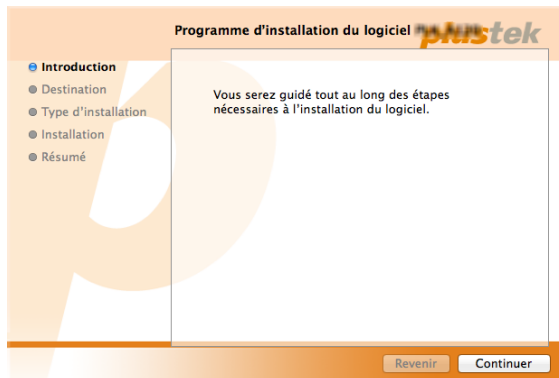 Programme d'installation du logiciel
plustek
Introduction
Destination
Type d'installation
Installation
Résumé
Vous serez guidé tout au long des étapes
nécessaires à l'installation du logiciel.
Revenir
Continuer